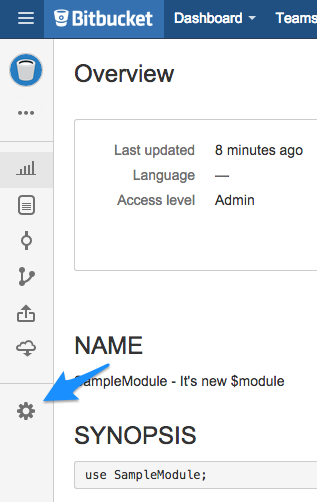 Bitbucket Dashboard Teams
Overview
Last updated 8 minutes ago
Language —
Access level Admin
NAME
SampleModule - It's new $module
SYNOPSIS
use SampleModule;